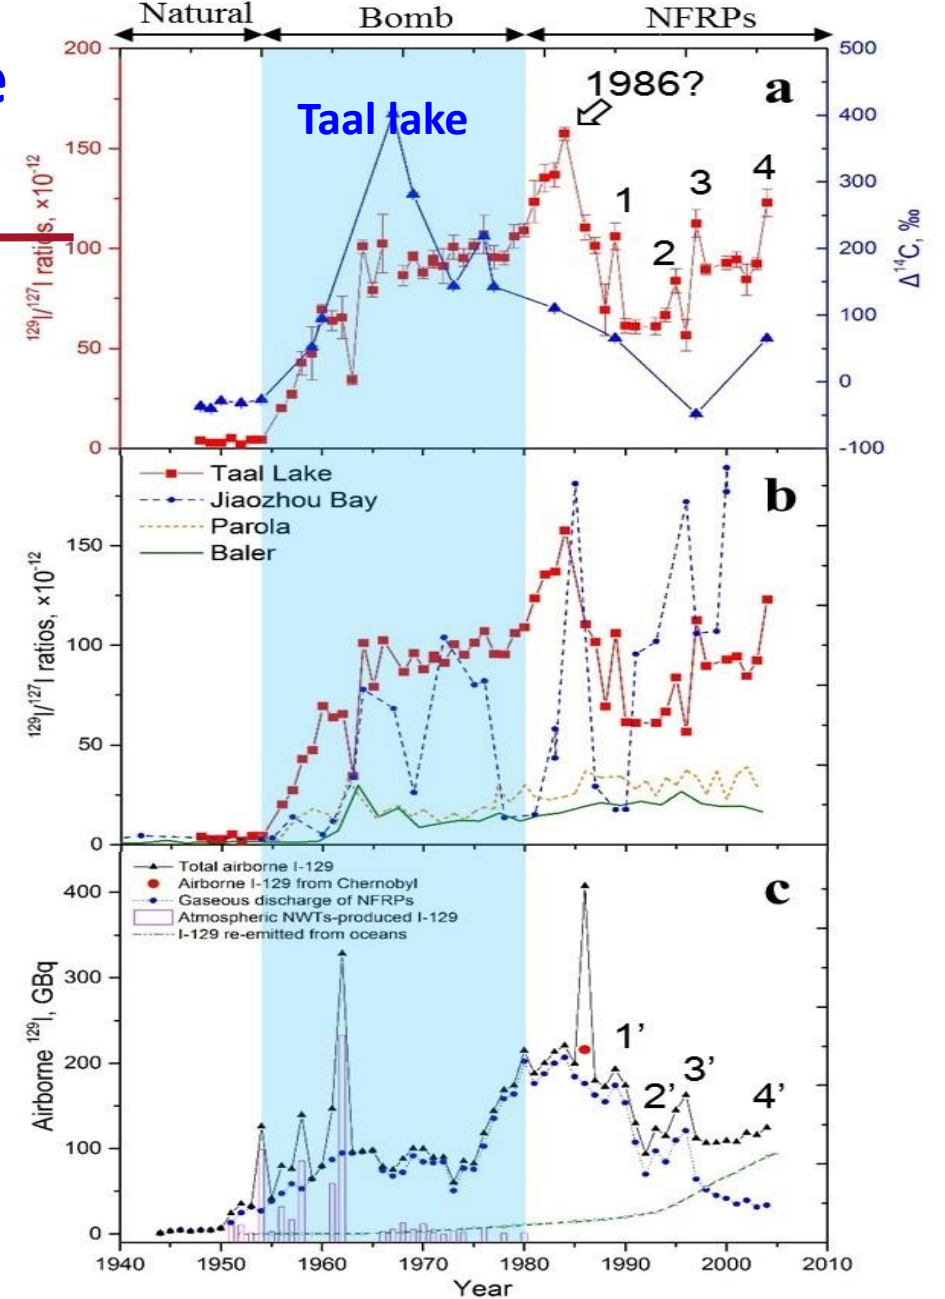 Natural Bomb NFRPs
e
200 500
Taal lake 1986? a
400
150
300
1 3 4
100 200
2
100
50
0
0 -100
¹²⁹I/¹²⁷I ratios, ×10⁻¹²
Δ¹⁴C, ‰
Taal Lake b
Jiaozhou Bay
Parola
Baler
150
100
50
0
¹²⁹I/¹²⁷I ratios, ×10⁻¹²
Total airborne I-129 c
Airborne I-129 from Chernobyl
Gaseous discharge of NFRPs
Atmospheric NWTs-produced I-129
I-129 re-emitted from oceans
400
300
200
100
0
1' 2' 3' 4'
Airborne ¹²⁹I, GBq
1940 1950 1960 1970 1980 1990 2000 2010
Year